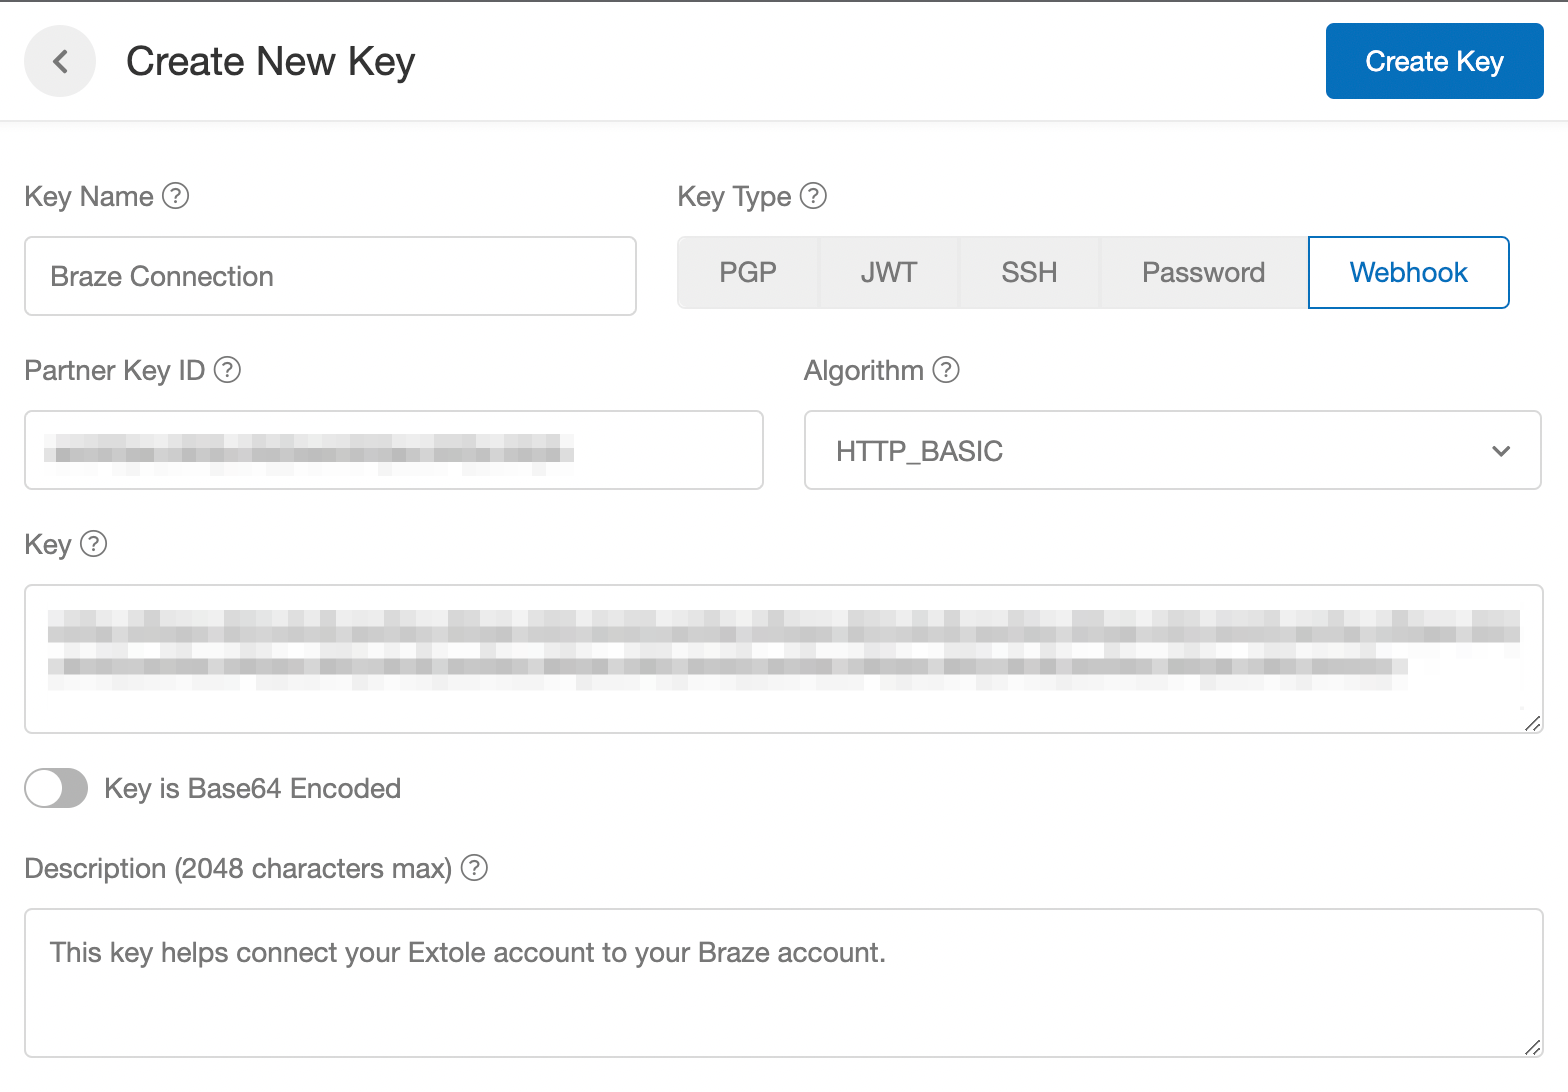 Create New Key
Create Key
Key Name ?
Key Type ?
Braze Connection
PGP JWT SSH Password Webhook
Partner Key ID ?
Algorithm ?
HTTP_BASIC
Key ?
Key is Base64 Encoded
Description (2048 characters max) ?
This key helps connect your Extole account to your Braze account.